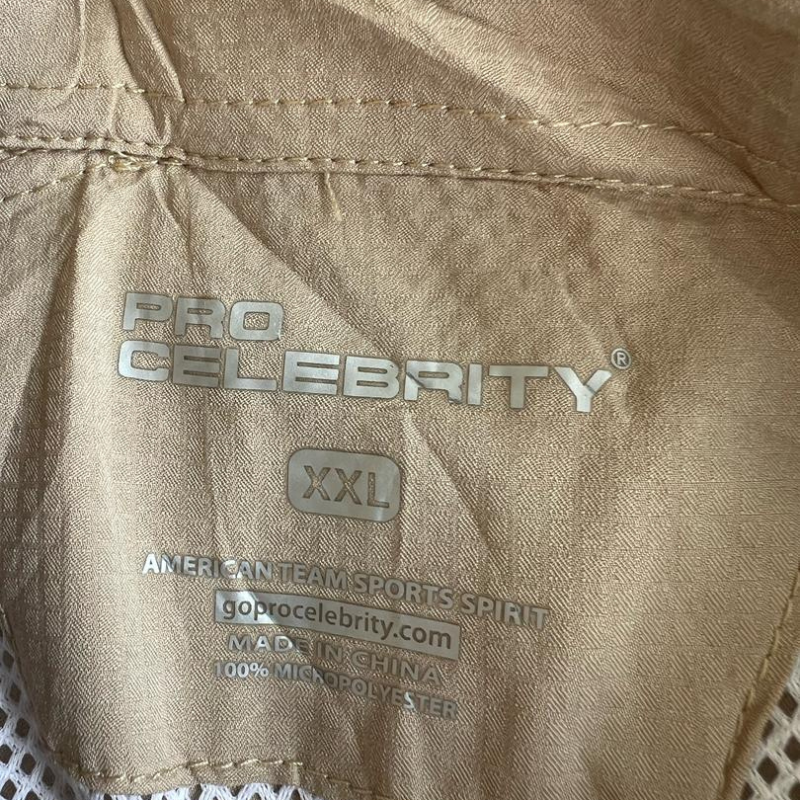 PRO
CELEBRITY®
XXL
AMERICAN TEAM SPORTS SPIRIT
goprocelebrity.com
MADE IN CHINA
100% MICROPOLYESTER